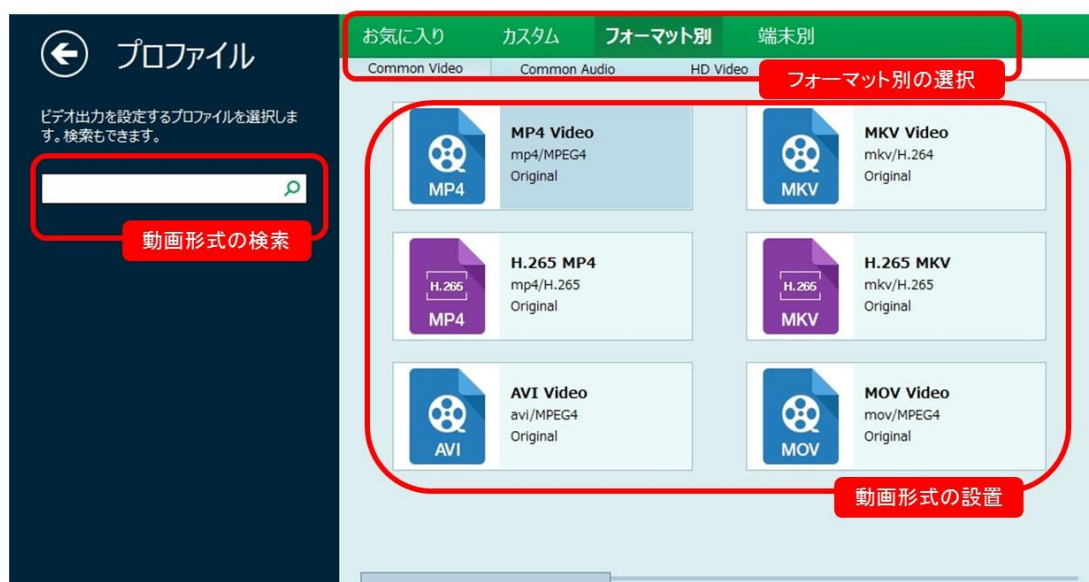 プロファイル
ビデオ出力を設定するプロファイルを選択しま
す。検索もできます。
動画形式の検索
お気に入り カスタム フォーマット別 端末別
Common Video Common Audio HD Video
フォーマット別の選択
MP4
MP4 Video
mp4/MPEG4
Original
MKV
MKV Video
mkv/H.264
Original
H.265
MP4
H.265 MP4
mp4/H.265
Original
H.265
MKV
H.265 MKV
mkv/H.265
Original
AVI
AVI Video
avi/MPEG4
Original
MOV
MOV Video
mov/MPEG4
Original
動画形式の設置